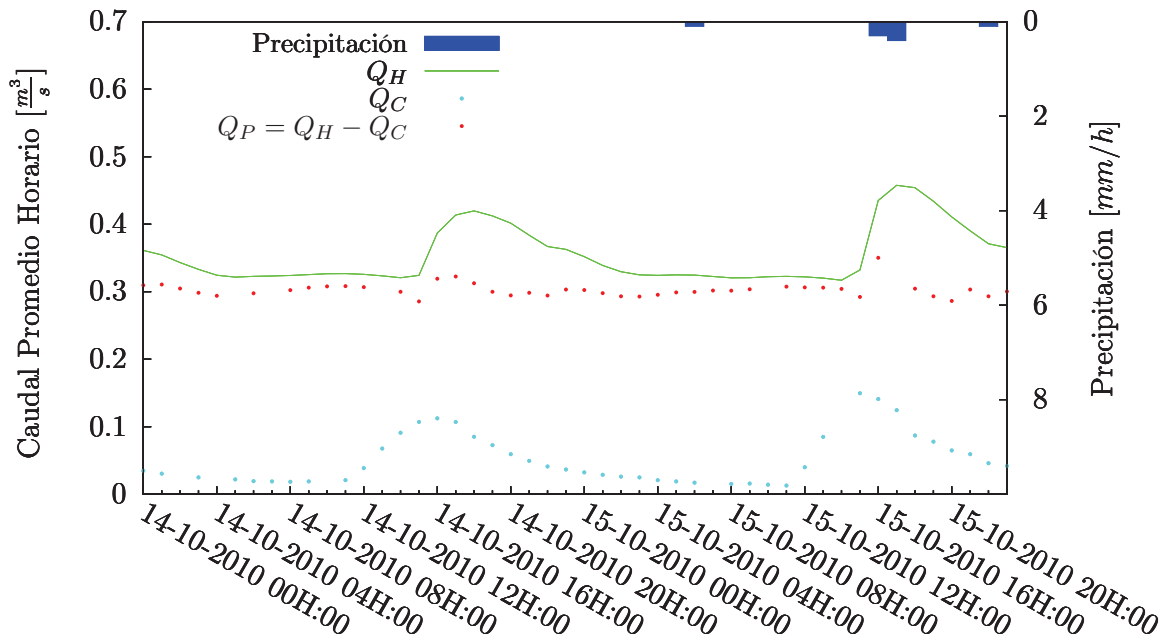 Caudal Promedio Horario [m³/s]
0.7
0.6
0.5
0.4
0.3
0.2
0.1
0
Precipitación
Q_H
Q_C
Q_P = Q_H − Q_C
0
2
4
6
8
Precipitación [mm/h]
14-10-2010 00H:00
14-10-2010 04H:00
14-10-2010 08H:00
14-10-2010 12H:00
14-10-2010 16H:00
14-10-2010 20H:00
15-10-2010 00H:00
15-10-2010 04H:00
15-10-2010 08H:00
15-10-2010 12H:00
15-10-2010 16H:00
15-10-2010 20H:00